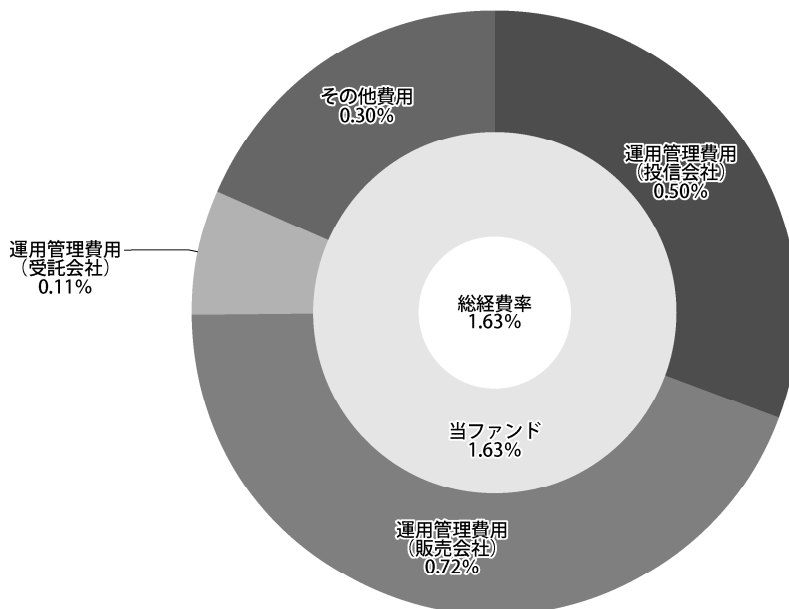 その他費用
0.30%
運用管理費用
（投信会社）
0.50%
運用管理費用
（受託会社）
0.11%
総経費率
1.63%
当ファンド
1.63%
運用管理費用
（販売会社）
0.72%